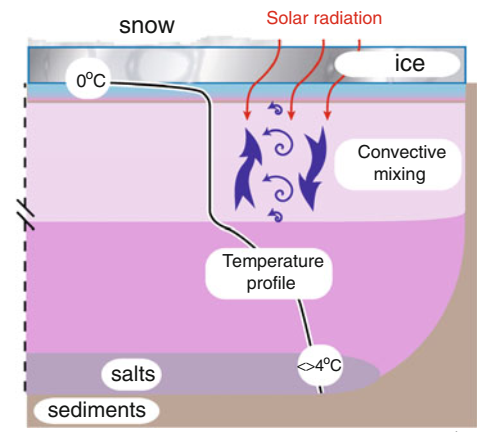 snow
Solar radiation
ice
0°C
Convective
mixing
Temperature
profile
<>4°C
salts
sediments